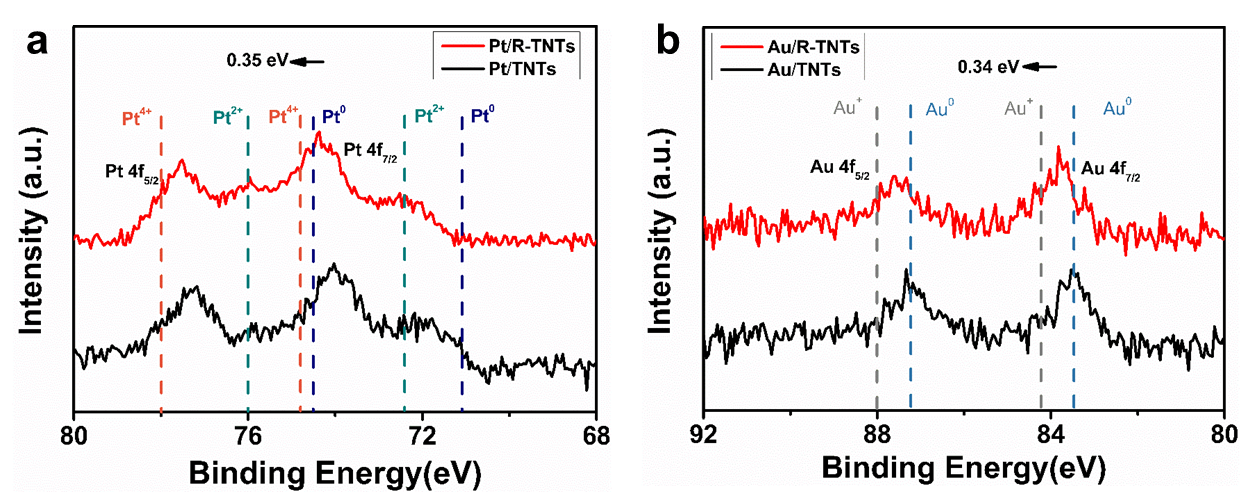 a
Pt/R-TNTs
Pt/TNTs
0.35 eV
Pt4+ Pt2+ Pt4+ Pt0 Pt2+ Pt0
Pt 4f5/2
Pt 4f7/2
Intensity (a.u.)
80 76 72 68
Binding Energy(eV)
b
Au/R-TNTs
Au/TNTs
0.34 eV
Au+ Au0 Au+ Au0
Au 4f5/2
Au 4f7/2
Intensity (a.u.)
92 88 84 80
Binding Energy(eV)